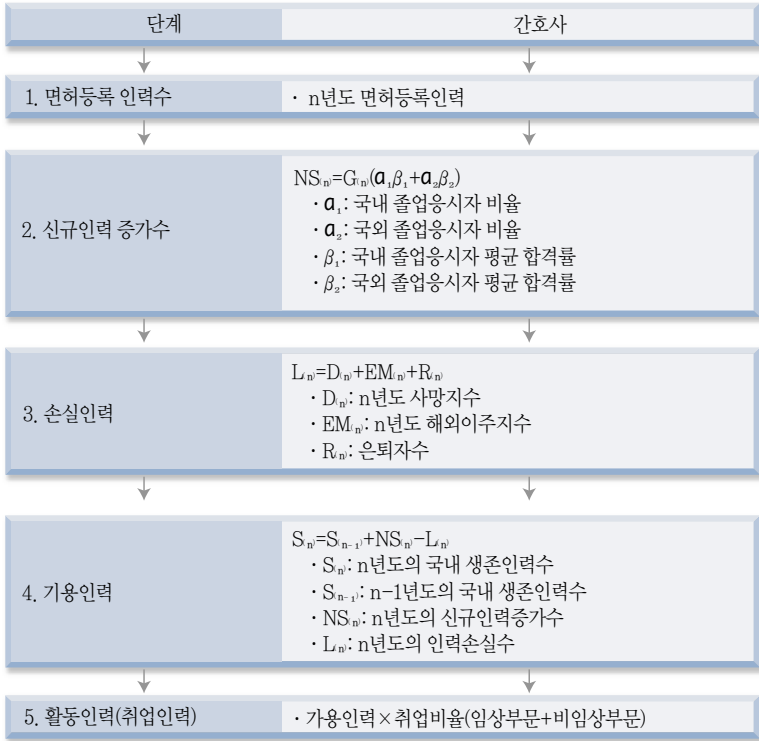 단계
간호사
1. 면허등록 인력수
· n년도 면허등록인력
2. 신규인력 증가수
NS₍ₙ₎=G₍ₙ₎(α₁β₁+α₂β₂)
· α₁: 국내 졸업응시자 비율
· α₂: 국외 졸업응시자 비율
· β₁: 국내 졸업응시자 평균 합격률
· β₂: 국외 졸업응시자 평균 합격률
3. 손실인력
L₍ₙ₎=D₍ₙ₎+EM₍ₙ₎+R₍ₙ₎
· D₍ₙ₎: n년도 사망지수
· EM₍ₙ₎: n년도 해외이주지수
· R₍ₙ₎: 은퇴자수
4. 기용인력
S₍ₙ₎=S₍ₙ₋₁₎+NS₍ₙ₎-L₍ₙ₎
· S₍ₙ₎: n년도의 국내 생존인력수
· S₍ₙ₋₁₎: n-1년도의 국내 생존인력수
· NS₍ₙ₎: n년도의 신규인력증가수
· L₍ₙ₎: n년도의 인력손실수
5. 활동인력(취업인력)
· 가용인력×취업비율(임상부문+비임상부문)